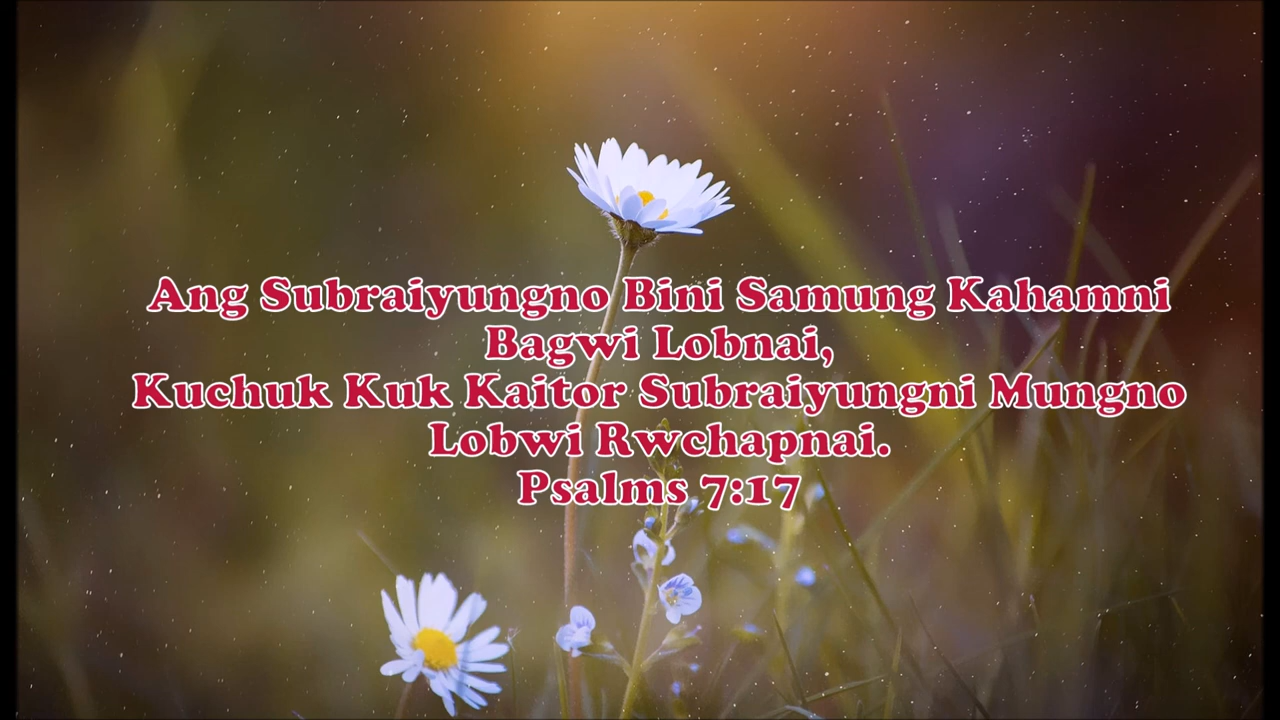 Ang Subraiyungno Bini Samung Kahamni
Bagwi Lobnai,
Kuchuk Kuk Kaitor Subraiyungni Mungno
Lobwi Rwchapnai.
Psalms 7:17